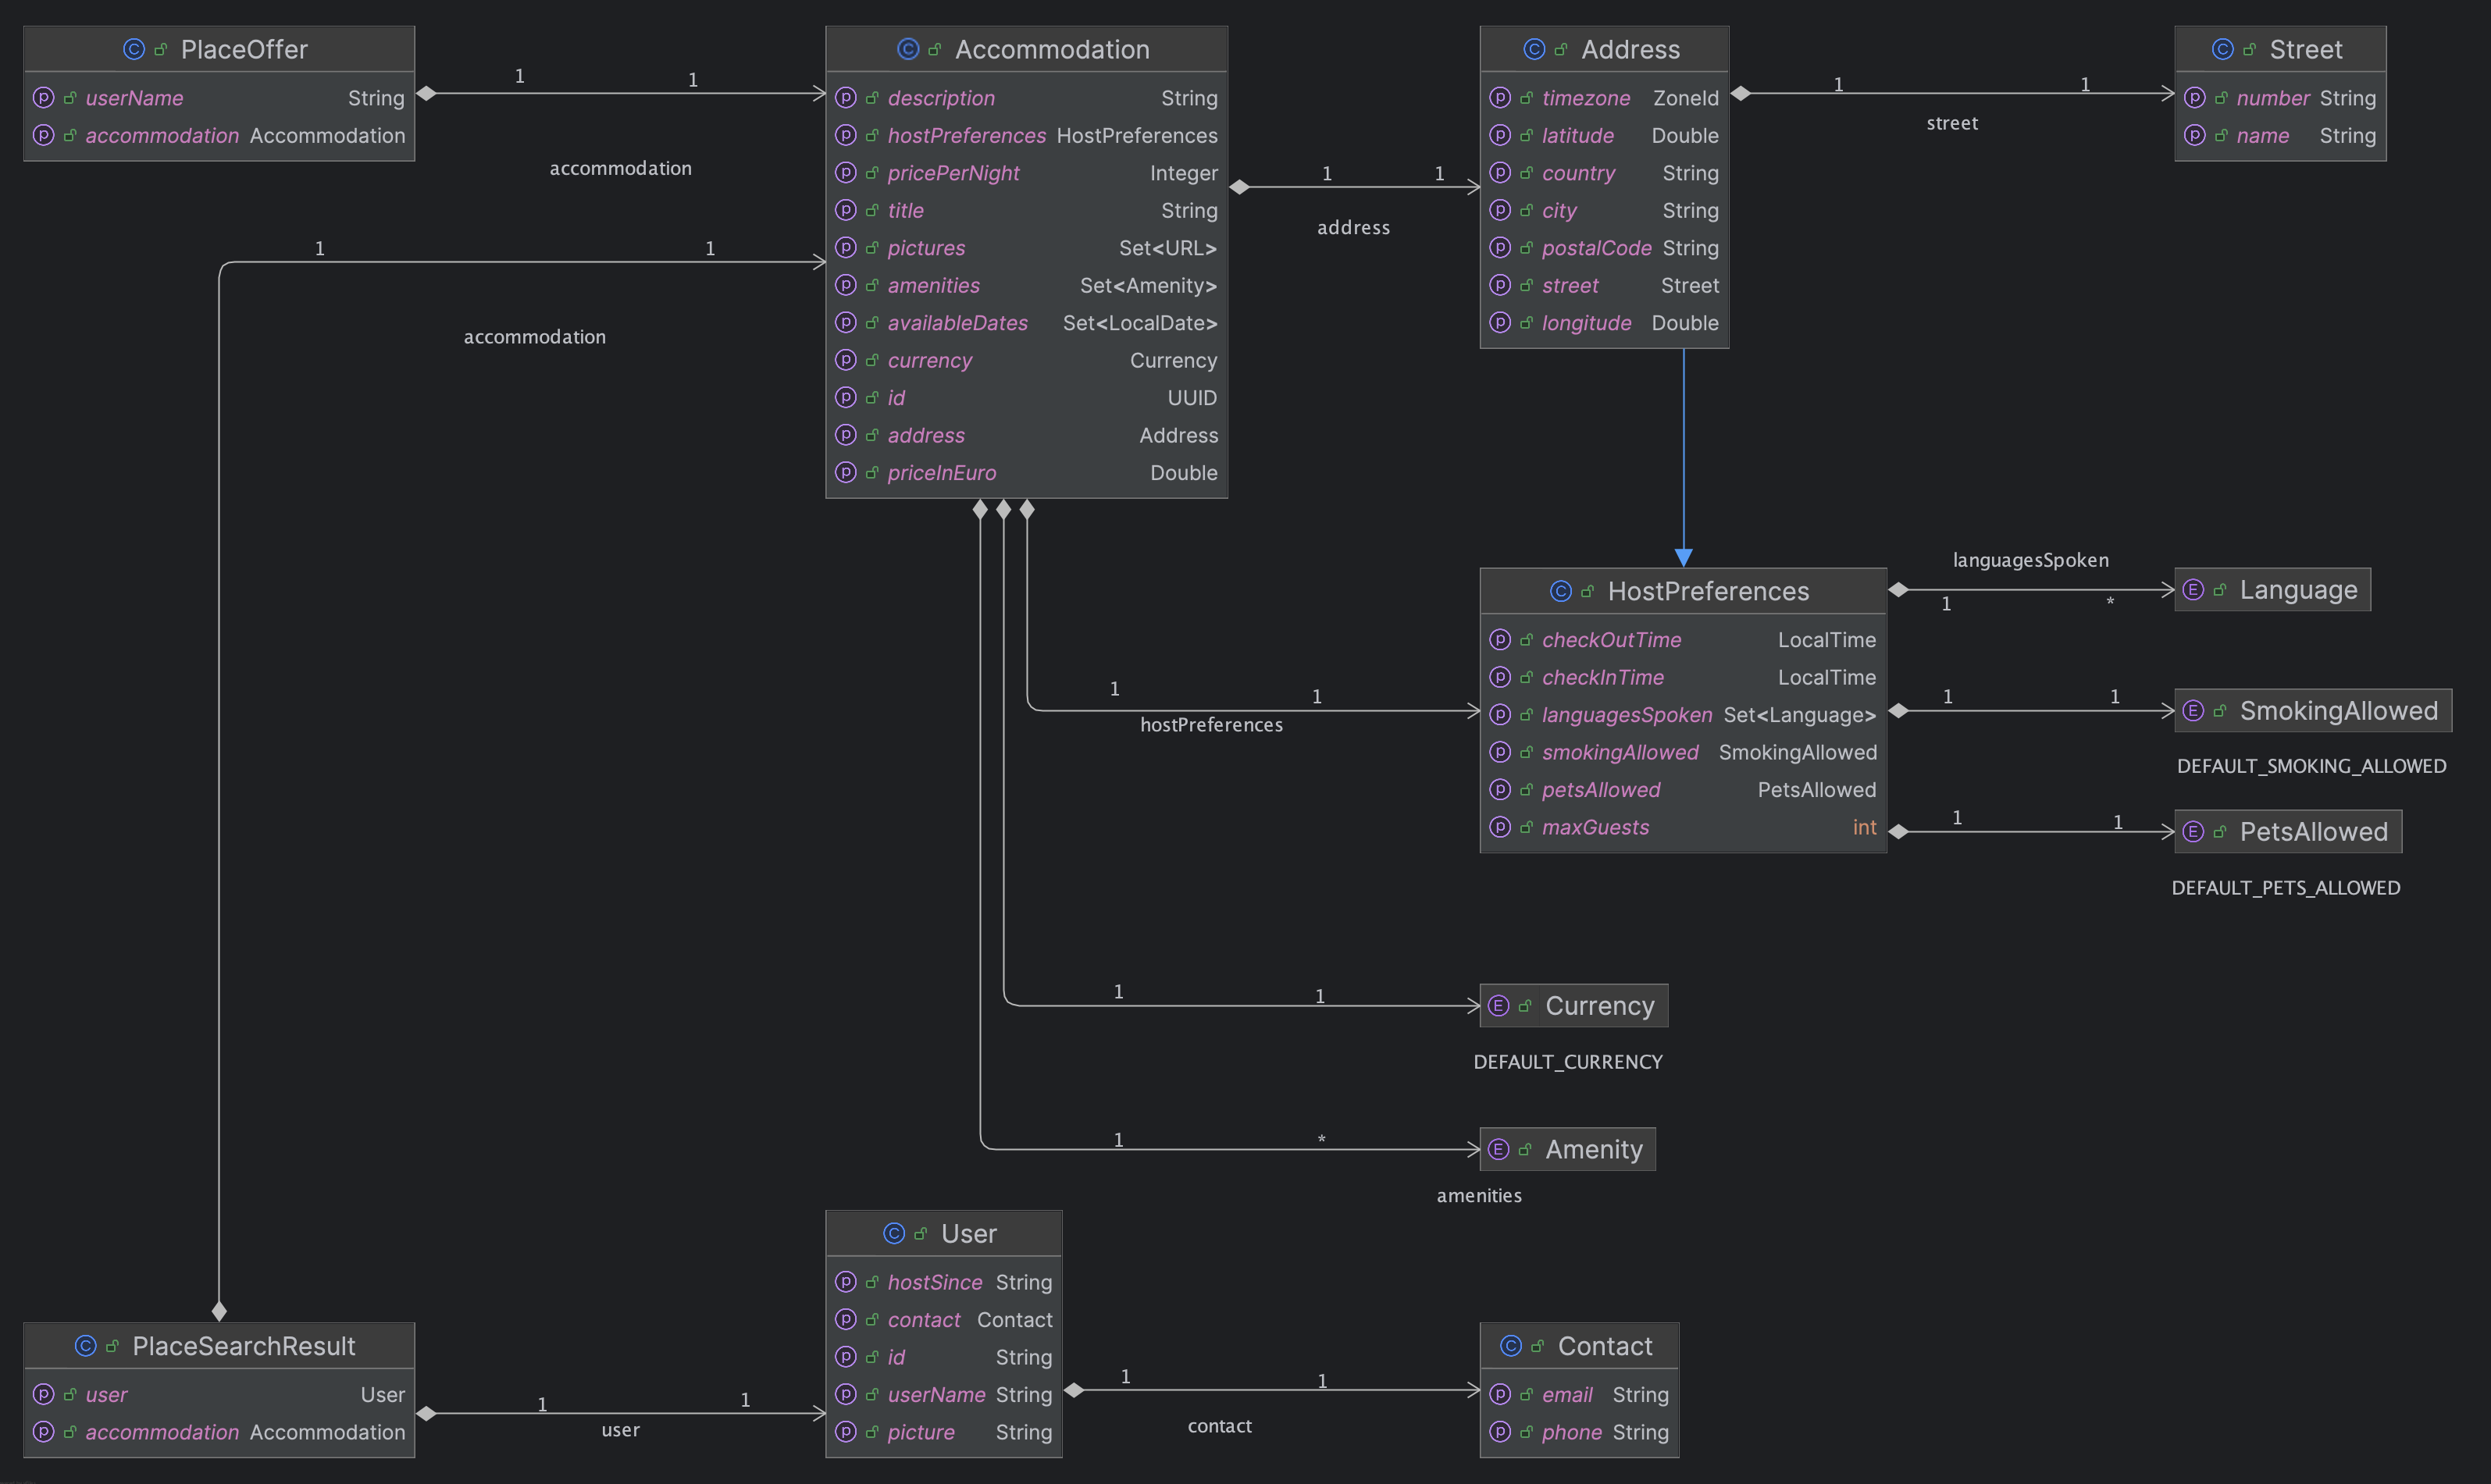 PlaceOffer
userName String
accommodation Accommodation
1 1
accommodation
Accommodation
description String
hostPreferences HostPreferences
pricePerNight Integer
title String
pictures Set<URL>
amenities Set<Amenity>
availableDates Set<LocalDate>
currency Currency
id UUID
address Address
priceInEuro Double
1 1
address
Address
timezone ZoneId
latitude Double
country String
city String
postalCode String
street Street
longitude Double
1 1
street
Street
number String
name String
1 1
accommodation
1 1
hostPreferences
HostPreferences
checkOutTime LocalTime
checkInTime LocalTime
languagesSpoken Set<Language>
smokingAllowed SmokingAllowed
petsAllowed PetsAllowed
maxGuests int
languagesSpoken
1 *
Language
1 1
SmokingAllowed
DEFAULT_SMOKING_ALLOWED
1 1
PetsAllowed
DEFAULT_PETS_ALLOWED
1 1
Currency
DEFAULT_CURRENCY
1 *
Amenity
amenities
PlaceSearchResult
user User
accommodation Accommodation
1 1
user
User
hostSince String
contact Contact
id String
userName String
picture String
1 1
contact
Contact
email String
phone String